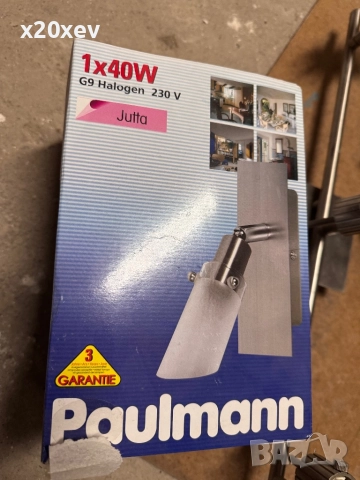 x20xev
1x40W
G9 Halogen 230 V
Jutta
3
GARANTIE
Paulmann
BAZAR